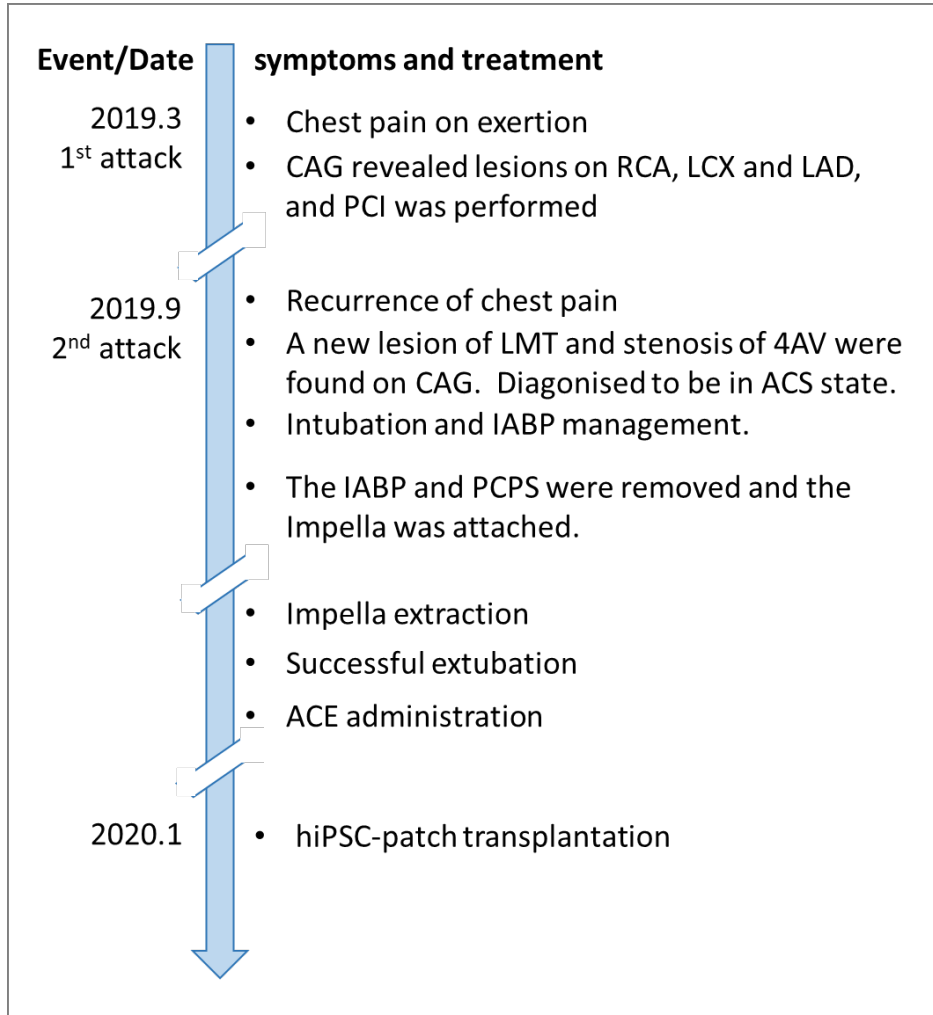 Event/Date symptoms and treatment
2019.3
1st attack
• Chest pain on exertion
• CAG revealed lesions on RCA, LCX and LAD,
and PCI was performed
2019.9
2nd attack
• Recurrence of chest pain
• A new lesion of LMT and stenosis of 4AV were
found on CAG. Diagonised to be in ACS state.
• Intubation and IABP management.
• The IABP and PCPS were removed and the
Impella was attached.
• Impella extraction
• Successful extubation
• ACE administration
2020.1
• hiPSC-patch transplantation